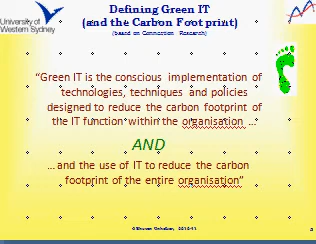 University of
Western Sydney
Defining Green IT
(and the Carbon Foot print)
(based on Connection Research)
“Green IT is the conscious implementation of
technologies, techniques and policies
designed to reduce the carbon footprint of
the IT function within the organisation ...
AND
... and the use of IT to reduce the carbon
footprint of the entire organisation”